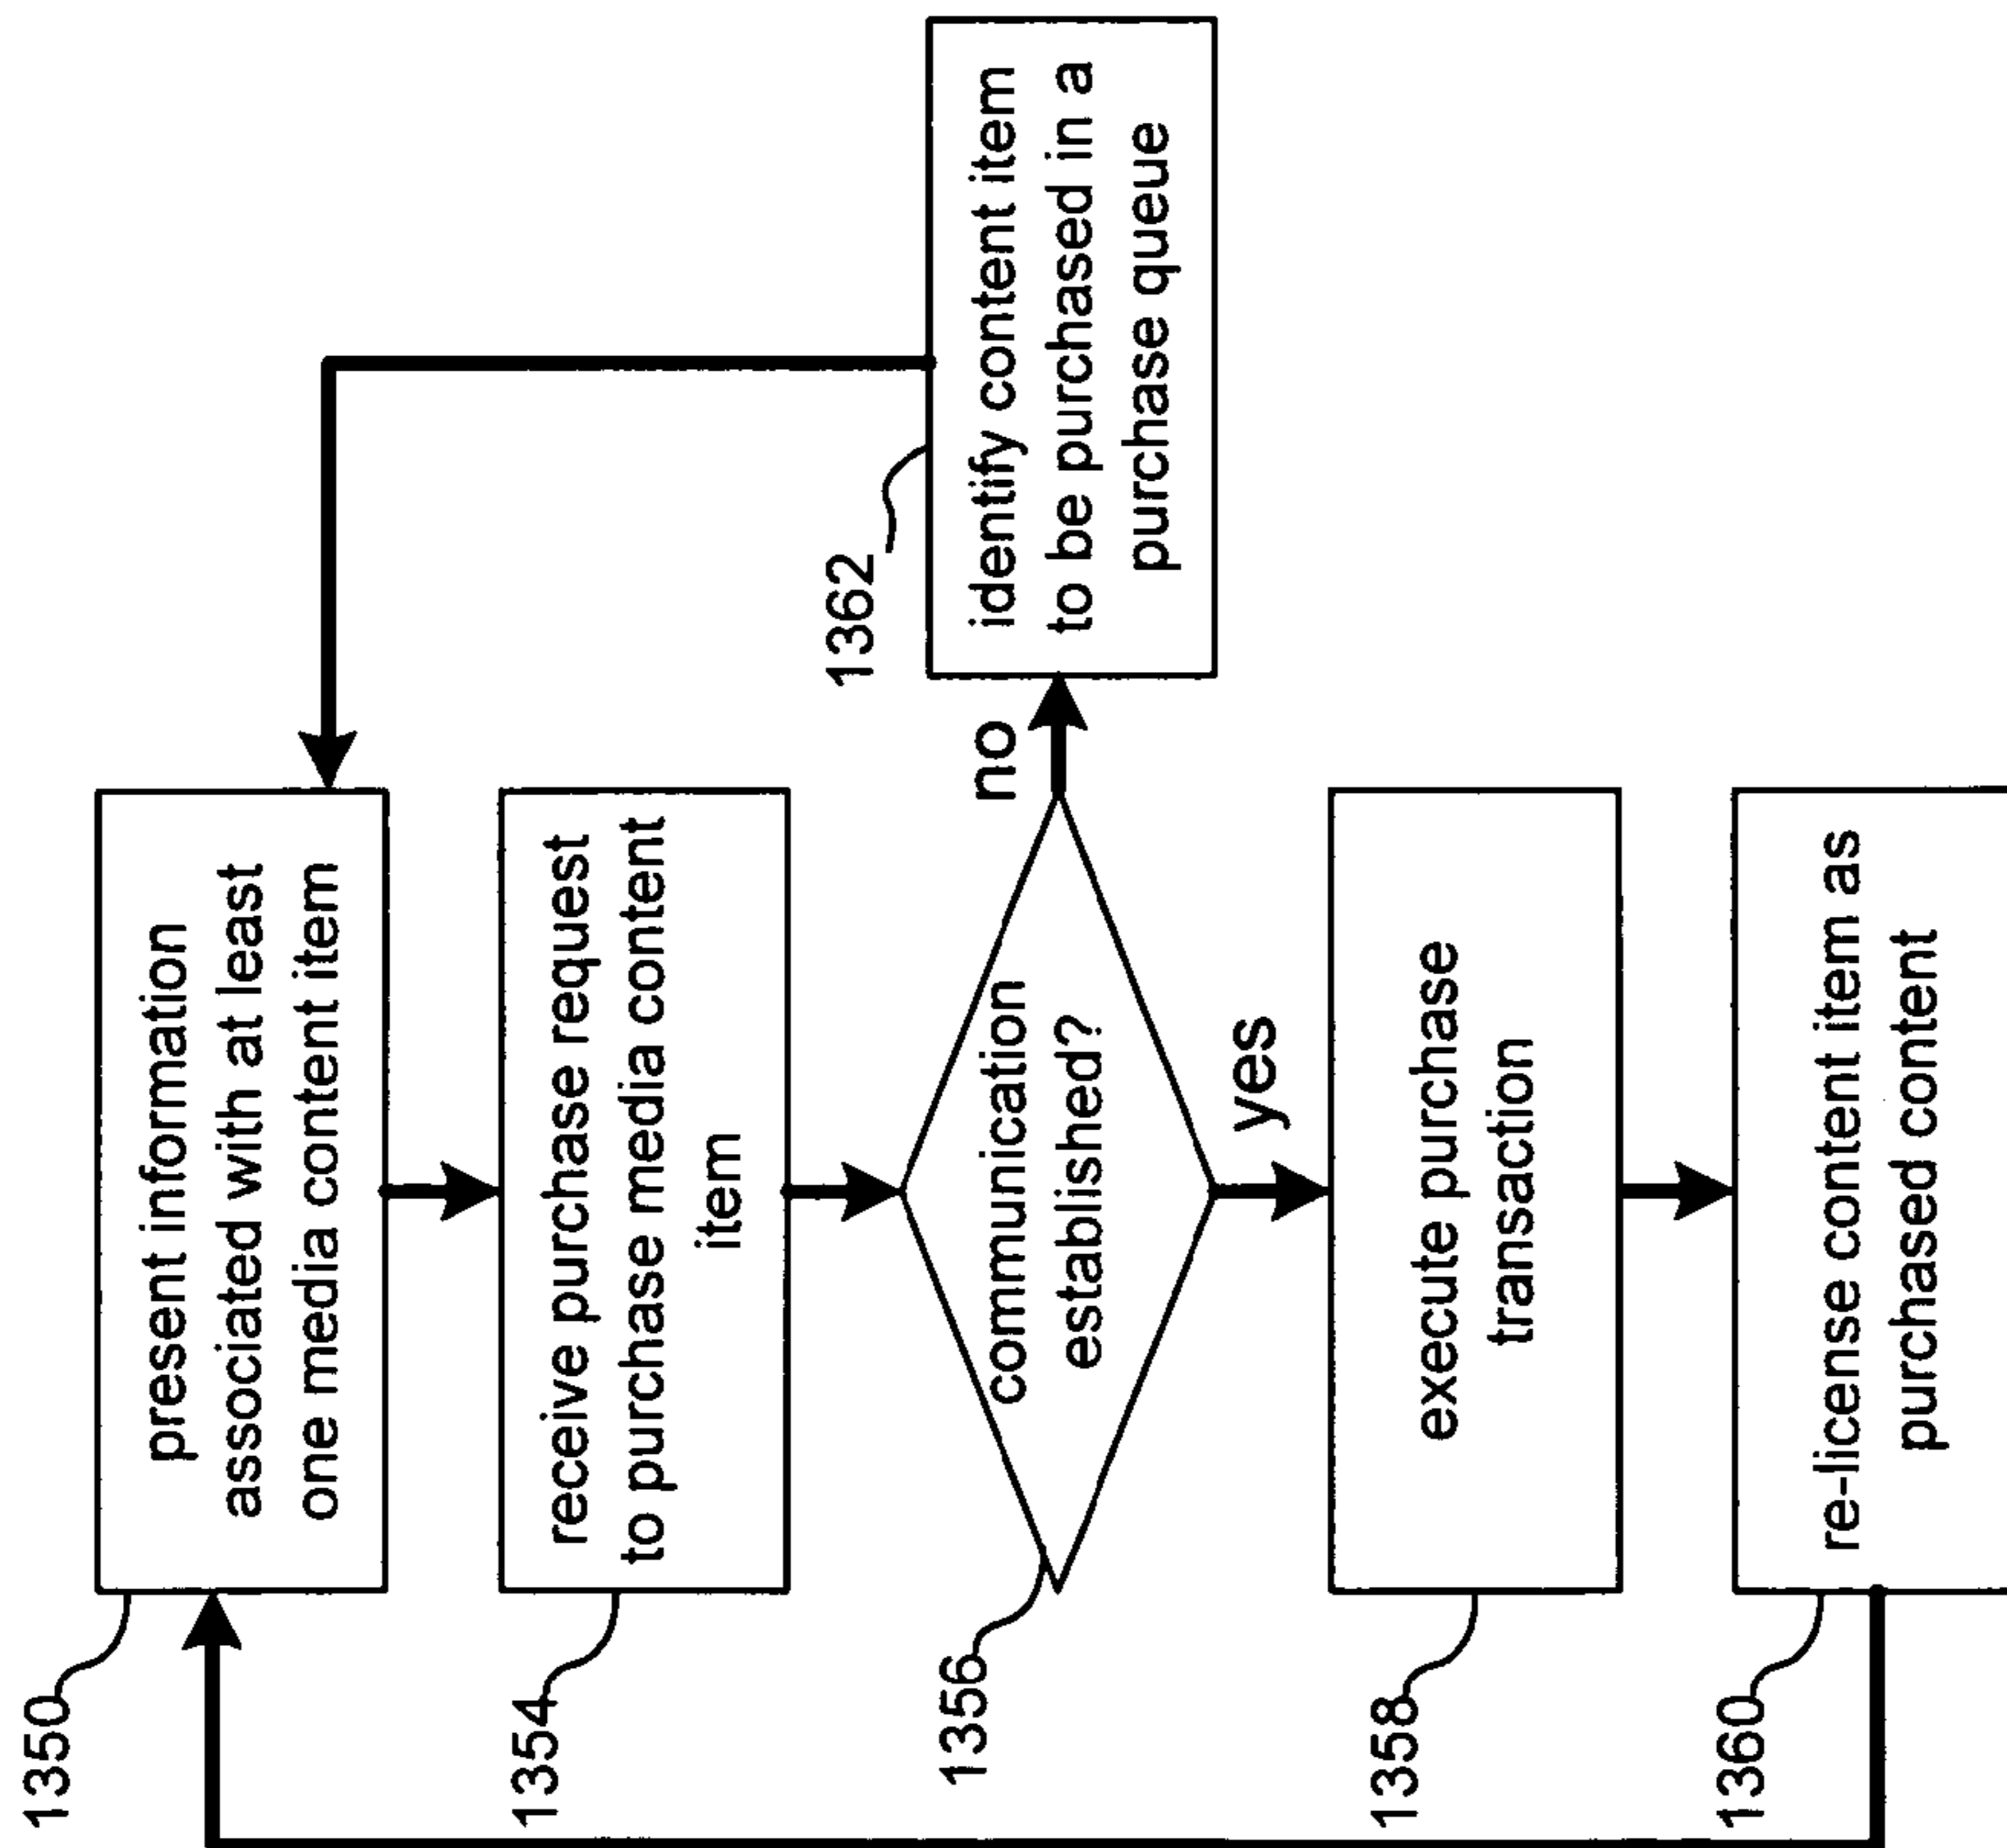 1350
present information
associated with at least
one media content item
1354
receive purchase request
to purchase media content
item
1356
communication
established?
no
1362
identify content item
to be purchased in a
purchase queue
yes
1358
execute purchase
transaction
1360
re-license content item as
purchased content